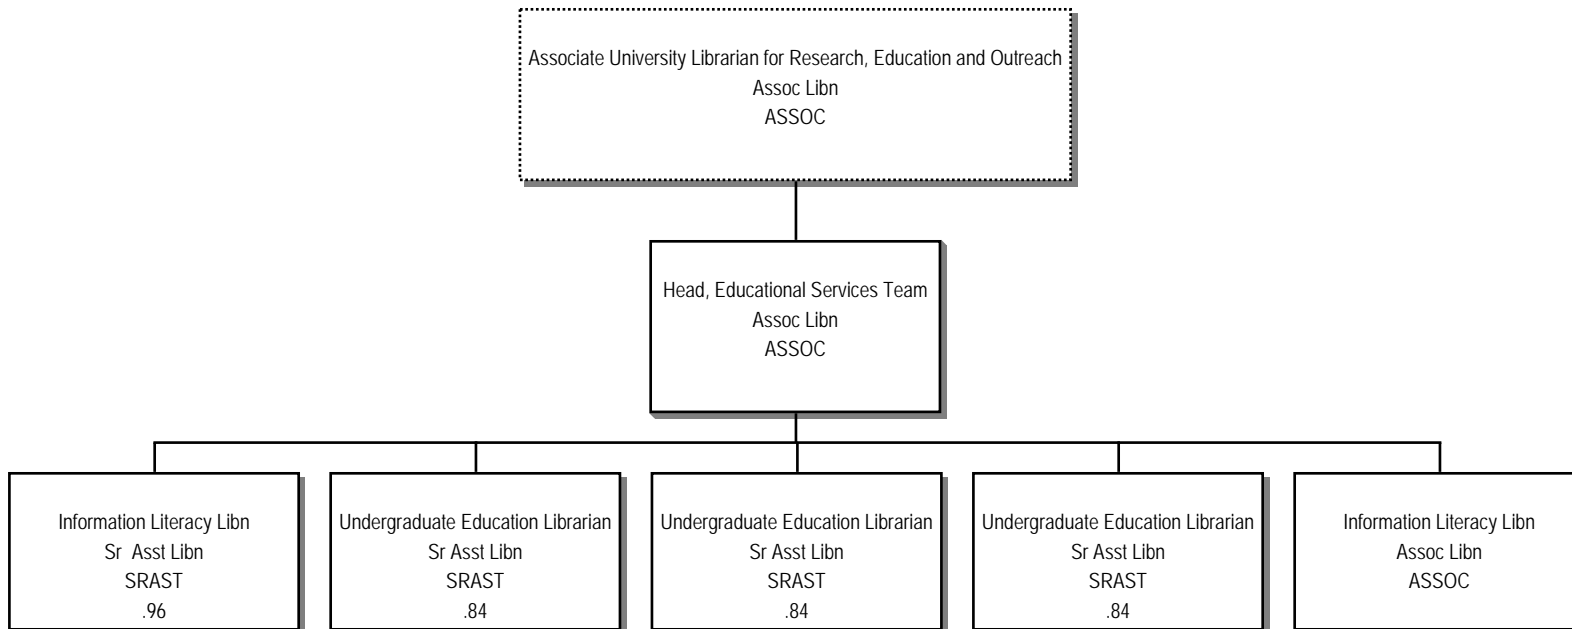 Associate University Librarian for Research, Education and Outreach
Assoc Libn
ASSOC
Head, Educational Services Team
Assoc Libn
ASSOC
Information Literacy Libn
Sr Asst Libn
SRAST
.96
Undergraduate Education Librarian
Sr Asst Libn
SRAST
.84
Undergraduate Education Librarian
Sr Asst Libn
SRAST
.84
Undergraduate Education Librarian
Sr Asst Libn
SRAST
.84
Information Literacy Libn
Assoc Libn
ASSOC